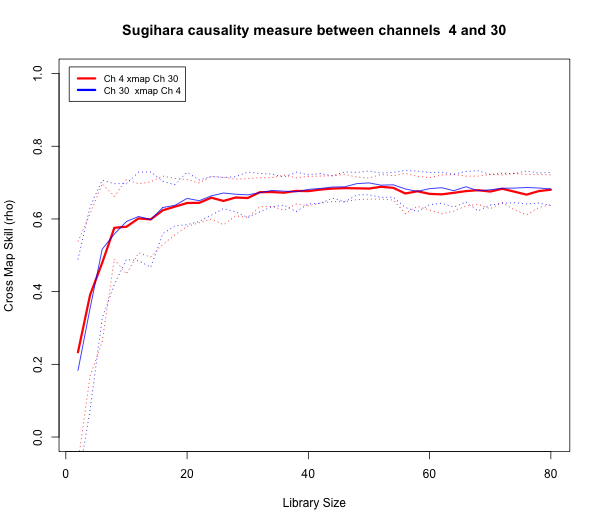 Sugihara causality measure between channels  4 and 30
Ch 4 xmap Ch 30
Ch 30  xmap Ch 4
Cross Map Skill (rho)
1.0
0.8
0.6
0.4
0.2
0.0
0
20
40
60
80
Library Size